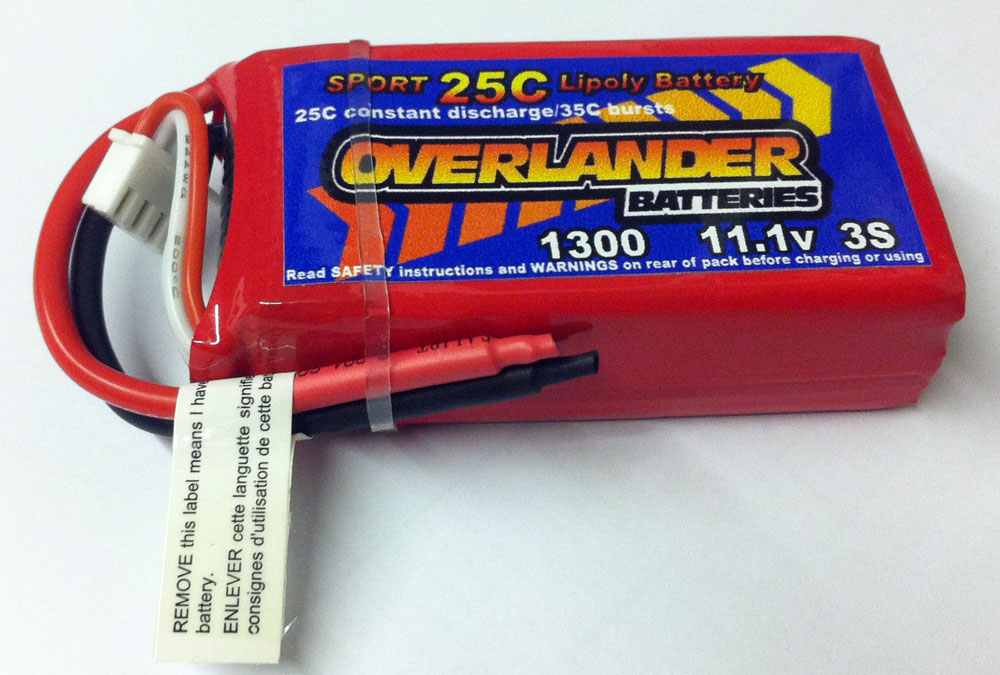 SPORT 25C Lipoly Battery
25C constant discharge/35C bursts
OVERLANDER
BATTERIES
1300 11.1v 3S
Read SAFETY instructions and WARNINGS on rear of pack before charging or using
REMOVE this label means I have
battery.
ENLEVER cette languette signifie
consignes d'utilisation de cette